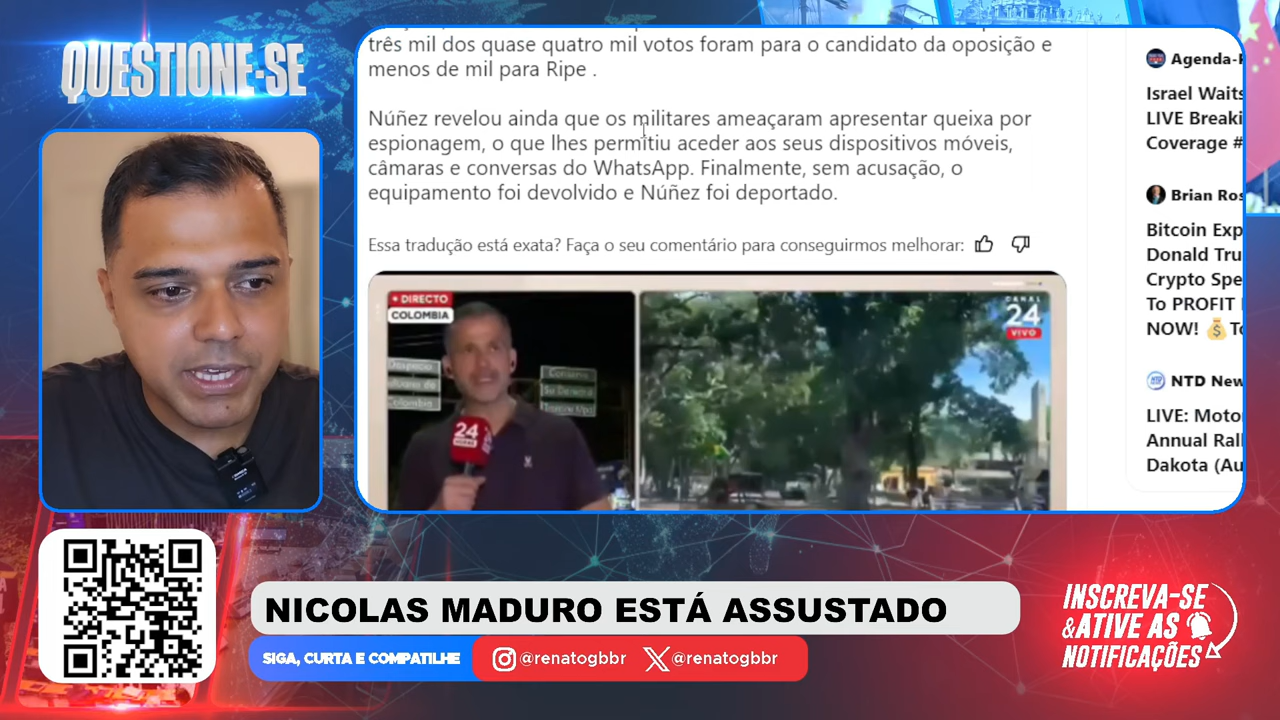 QUESTIONE-SE
três mil dos quase quatro mil votos foram para o candidato da oposição e
menos de mil para Ripe .
Núñez revelou ainda que os militares ameaçaram apresentar queixa por
espionagem, o que lhes permitiu aceder aos seus dispositivos móveis,
câmaras e conversas do WhatsApp. Finalmente, sem acusação, o
equipamento foi devolvido e Núñez foi deportado.
Essa tradução está exata? Faça o seu comentário para conseguirmos melhorar:
DIRECTO
COLOMBIA
CANAL
24
VIVO
24
HORAS
Colombia
Agenda-
Israel Waits
LIVE Breaki
Coverage #
Brian Ros
Bitcoin Exp
Donald Tru
Crypto Spe
To PROFIT
NOW! 💰 To
NTD New
LIVE: Moto
Annual Rall
Dakota (Au
NICOLAS MADURO ESTÁ ASSUSTADO
SIGA, CURTA E COMPATILHE
@renatogbbr
@renatogbbr
INSCREVA-SE
&ATIVE AS
NOTIFICAÇÕES